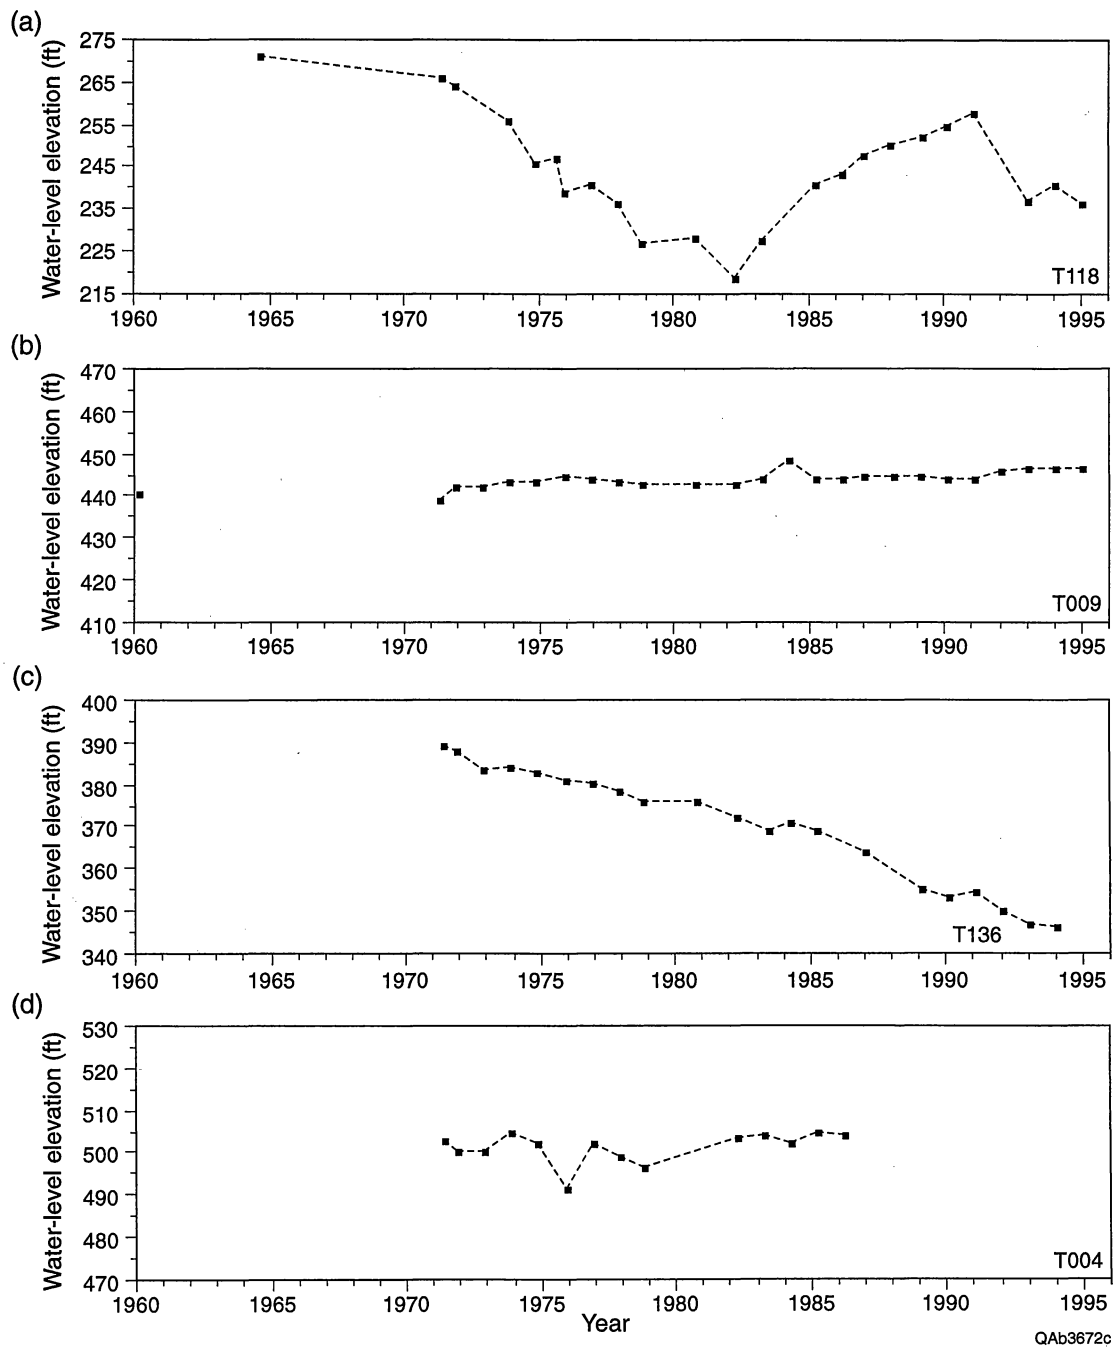 (a)
Water-level elevation (ft)
275
265
255
245
235
225
215
T118
1960 1965 1970 1975 1980 1985 1990 1995
(b)
Water-level elevation (ft)
470
460
450
440
430
420
410
T009
1960 1965 1970 1975 1980 1985 1990 1995
(c)
Water-level elevation (ft)
400
390
380
370
360
350
340
T136
1960 1965 1970 1975 1980 1985 1990 1995
(d)
Water-level elevation (ft)
530
520
510
500
490
480
470
T004
1960 1965 1970 1975 1980 1985 1990 1995
Year
QAb3672c